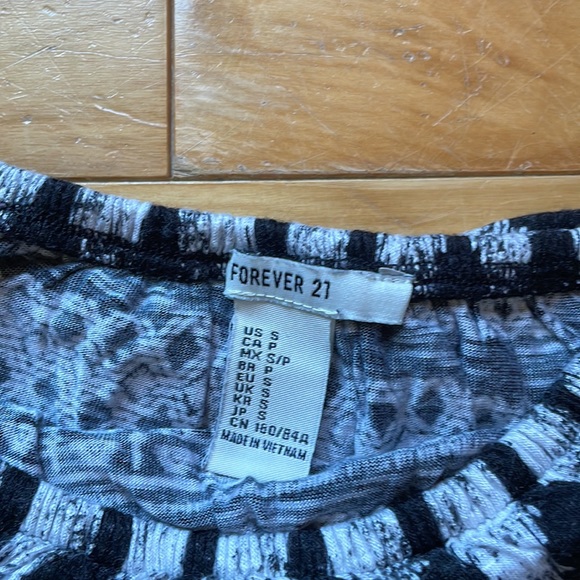 FOREVER 21
US S
CA P
MX S/P
BR P
EU S
UK S
KR S
JP S
CN 160/84A
MADE IN VIETNAM